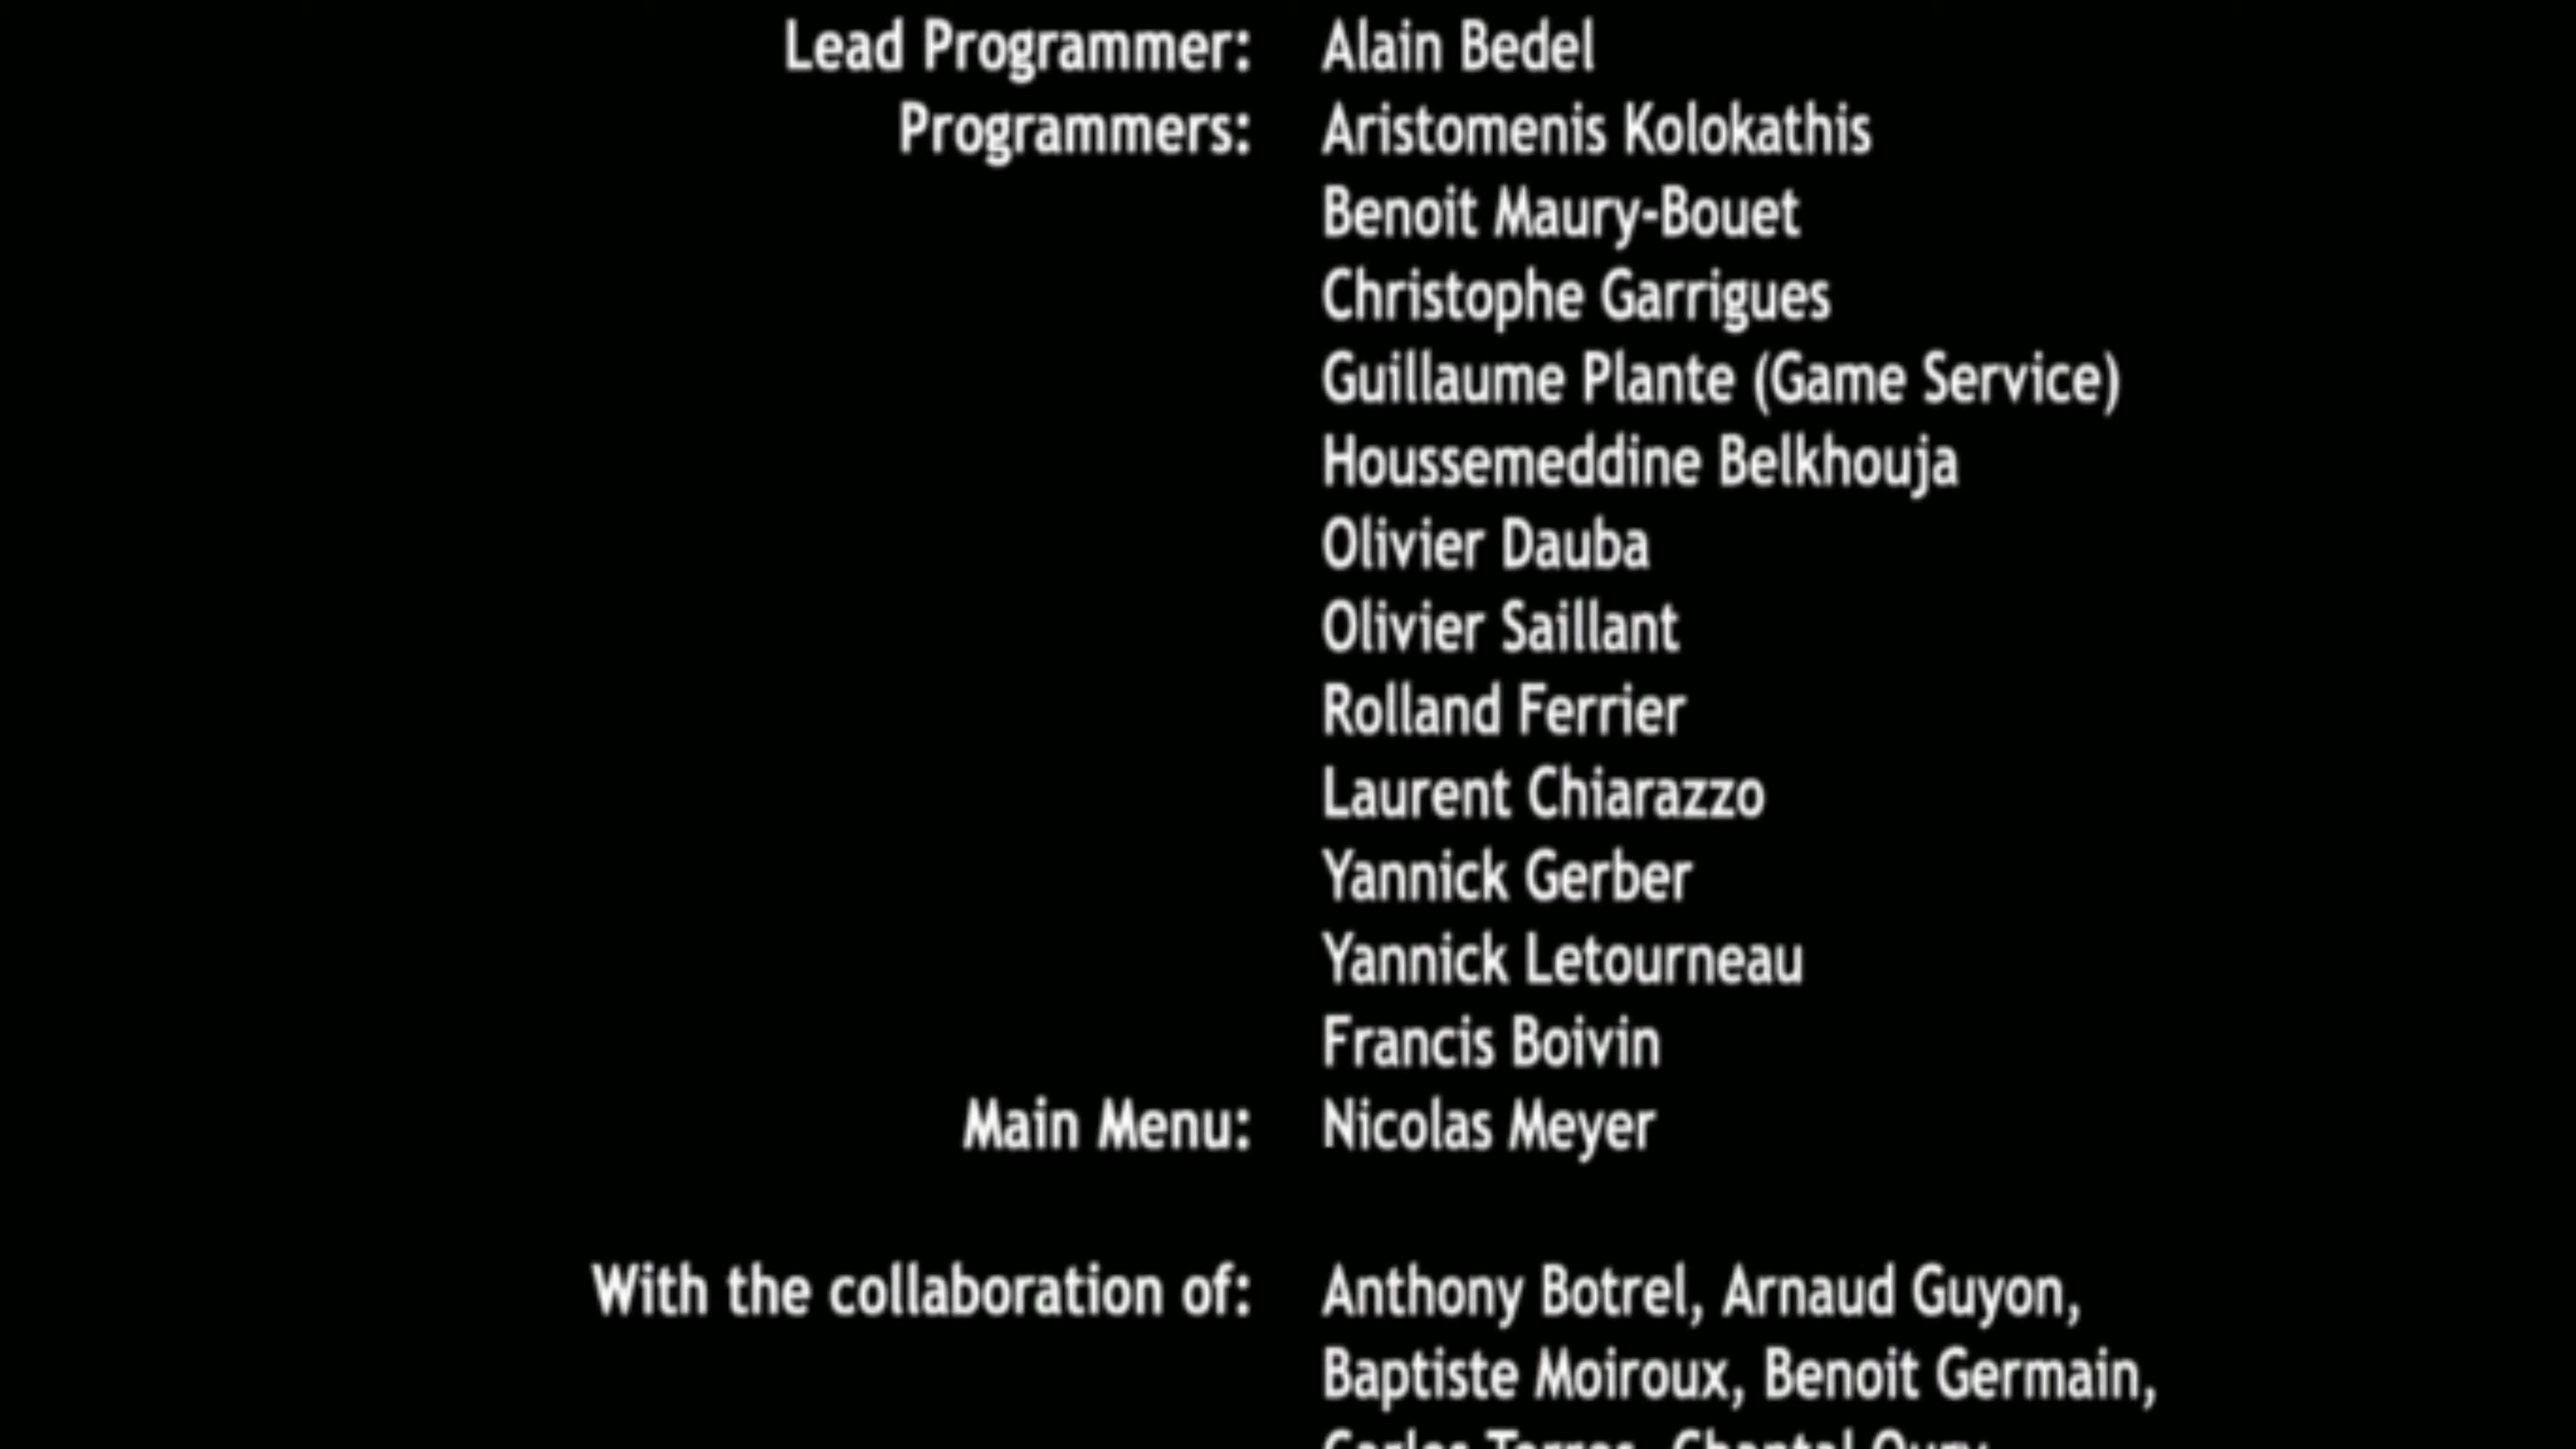 Lead Programmer: Alain Bedel
Programmers: Aristomenis Kolokathis
Benoit Maury-Bouet
Christophe Garrigues
Guillaume Plante (Game Service)
Houssemeddine Belkhouja
Olivier Dauba
Olivier Saillant
Rolland Ferrier
Laurent Chiarazzo
Yannick Gerber
Yannick Letourneau
Francis Boivin
Main Menu: Nicolas Meyer
With the collaboration of: Anthony Botrel, Arnaud Guyon,
Baptiste Moiroux, Benoit Germain,